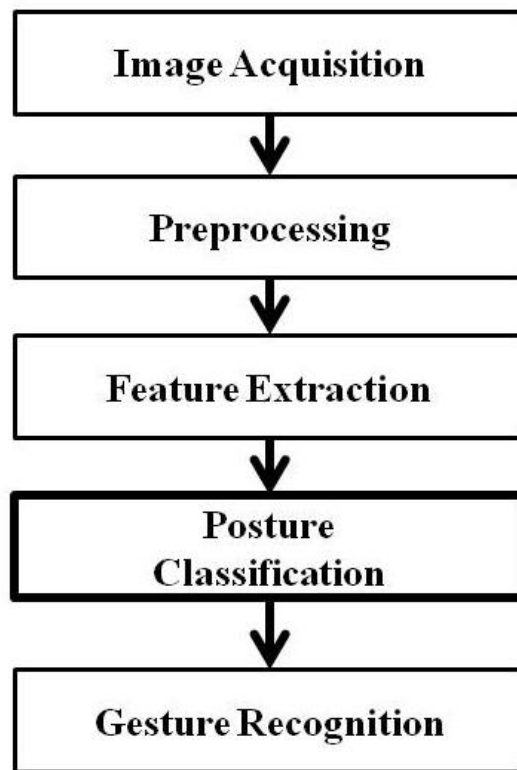 Image Acquisition
Preprocessing
Feature Extraction
Posture
Classification
Gesture Recognition